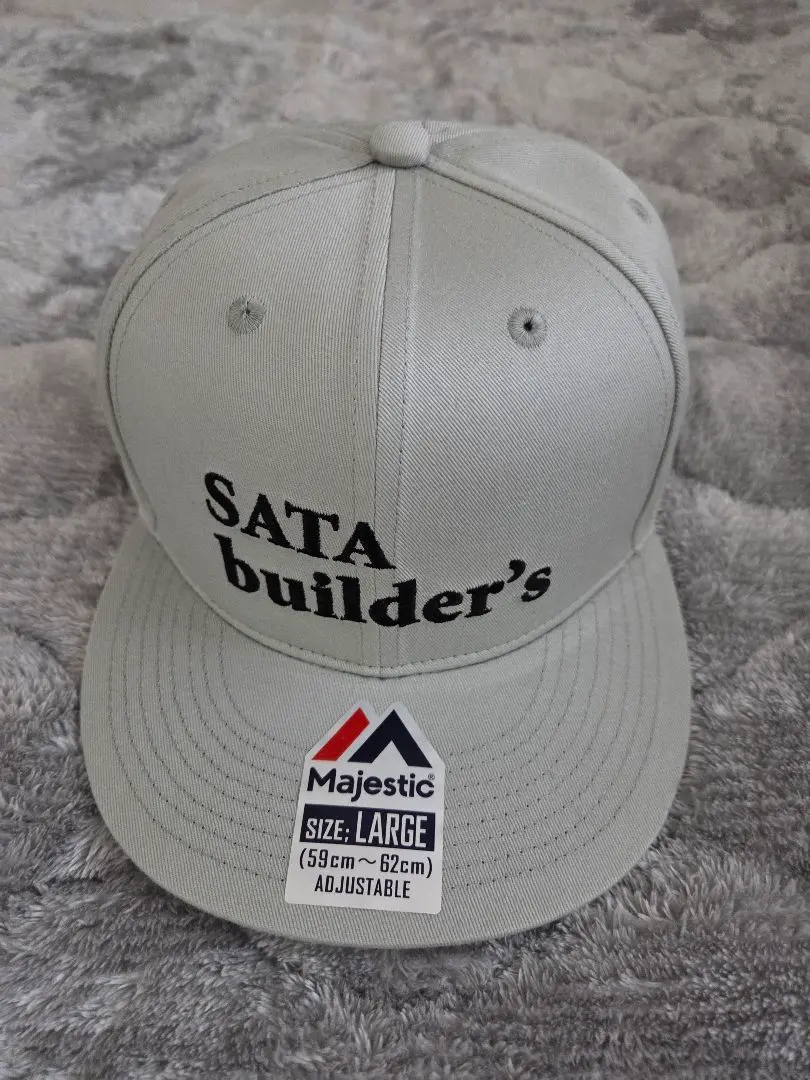 SATA
builder's
Majestic®
SIZE; LARGE
(59cm～62cm)
ADJUSTABLE